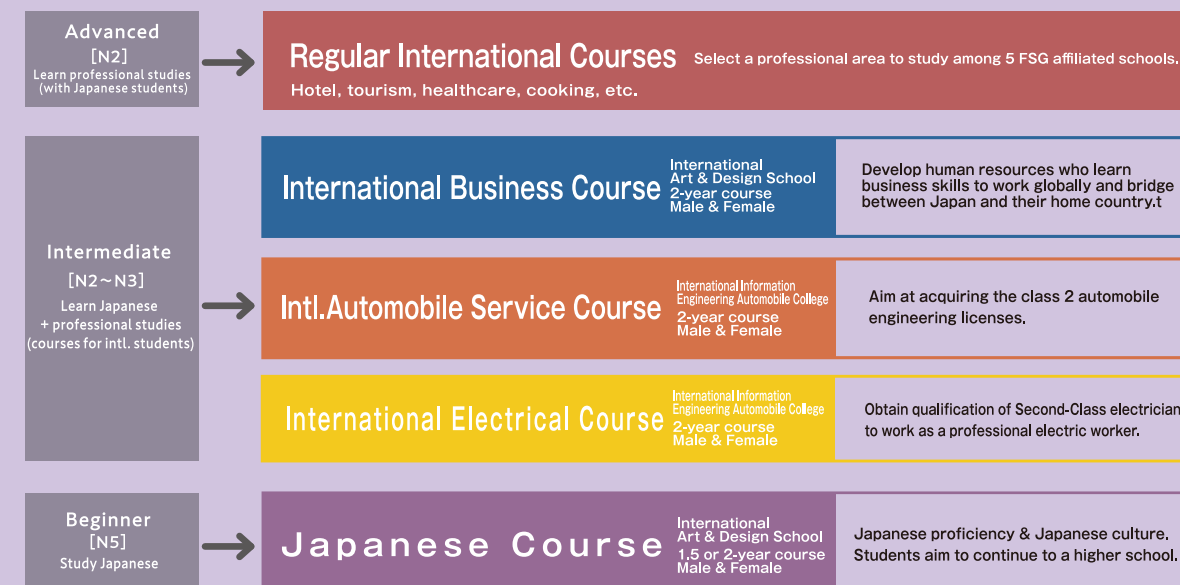 Advanced
[N2]
Learn professional studies
(with Japanese students)
Regular International Courses
Select a professional area to study among 5 FSG affiliated schools.
Hotel, tourism, healthcare, cooking, etc.
Intermediate
[N2~N3]
Learn Japanese
+ professional studies
(courses for intl. students)
International Business Course
International
Art & Design School
2-year course
Male & Female
Develop human resources who learn
business skills to work globally and bridge
between Japan and their home country.t
Intl.Automobile Service Course
International Information
Engineering Automobile College
2-year course
Male & Female
Aim at acquiring the class 2 automobile
engineering licenses.
International Electrical Course
International Information
Engineering Automobile College
2-year course
Male & Female
Obtain qualification of Second-Class electrician
to work as a professional electric worker.
Beginner
[N5]
Study Japanese
Japanese Course
International
Art & Design School
1.5 or 2-year course
Male & Female
Japanese proficiency & Japanese culture.
Students aim to continue to a higher school.